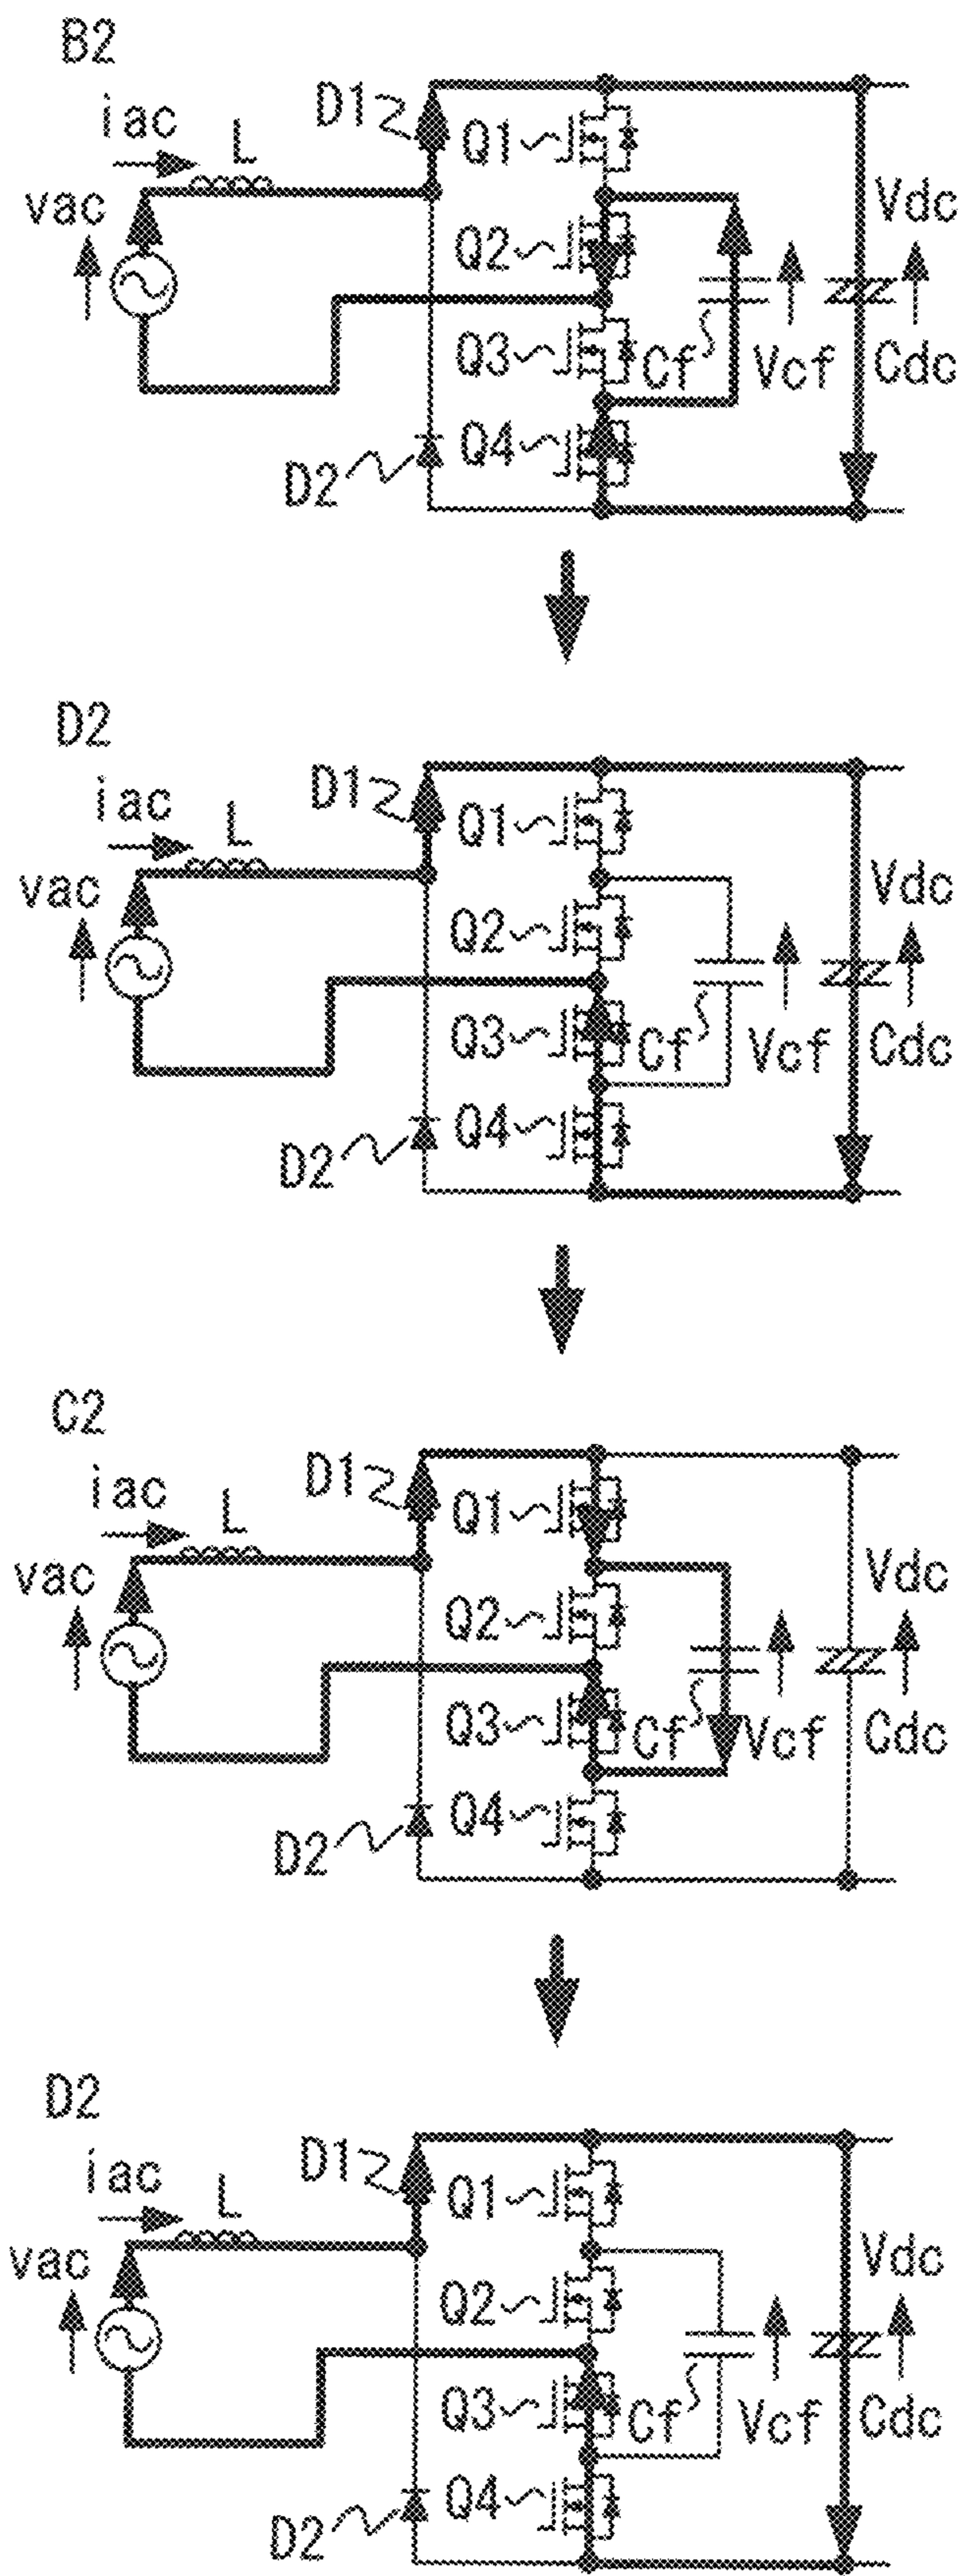 B2
iac
L
D1
Q1
vac
Vdc
Q2
Q3
Cf
Vcf
Cdc
Q4
D2
D2
iac
L
D1
Q1
vac
Vdc
Q2
Q3
Cf
Vcf
Cdc
Q4
D2
C2
iac
L
D1
Q1
vac
Vdc
Q2
Q3
Cf
Vcf
Cdc
Q4
D2
D2
iac
L
D1
Q1
vac
Vdc
Q2
Q3
Cf
Vcf
Cdc
Q4
D2